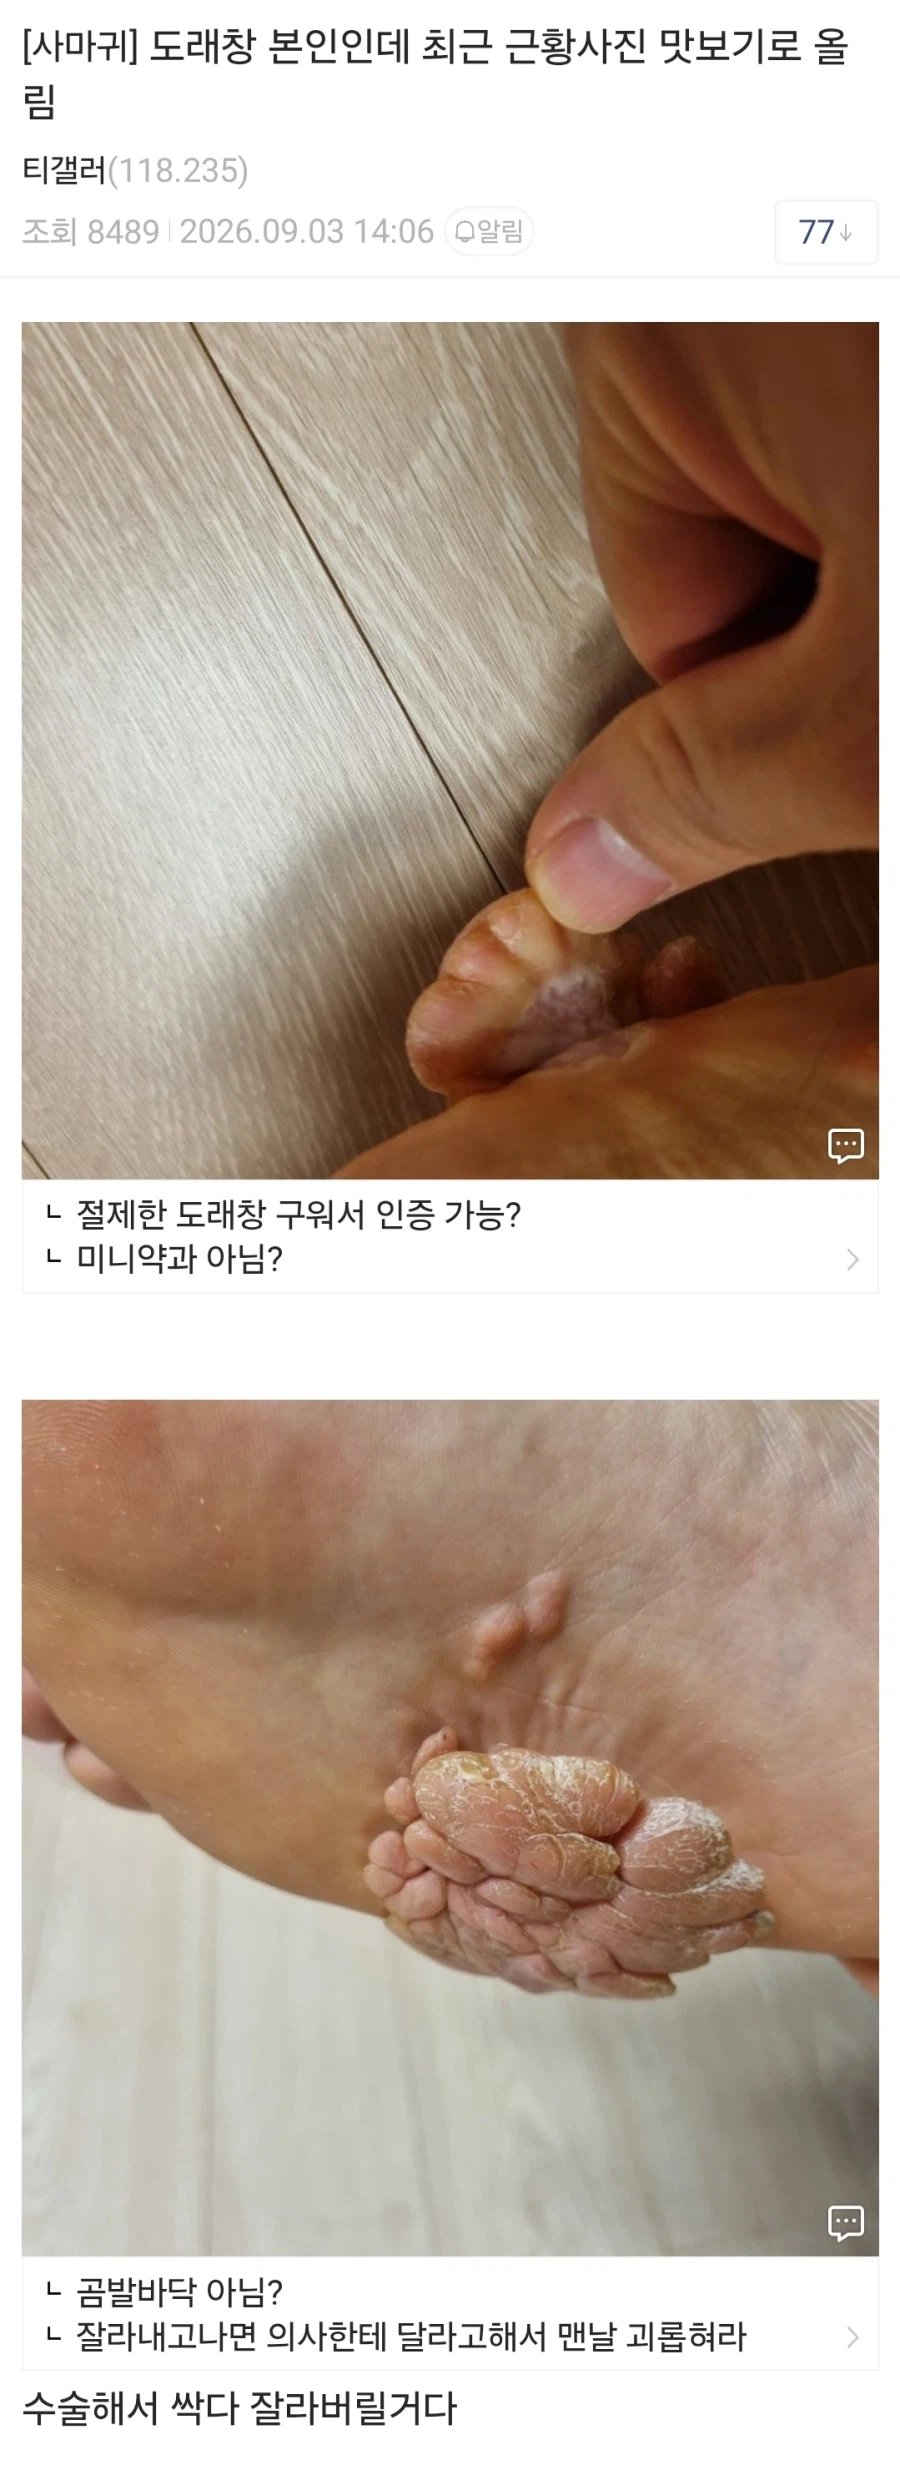 [사마귀] 도래창 본인인데 최근 근황사진 맛보기로 올
림
티갤러(118.235)
조회 8489 | 2026.09.03 14:06 알림
77↓
ㄴ 절제한 도래창 구워서 인증 가능?
ㄴ 미니약과 아님?
ㄴ 곰발바닥 아님?
ㄴ 잘라내고나면 의사한테 달라고해서 맨날 괴롭혀라
수술해서 싹다 잘라버릴거다